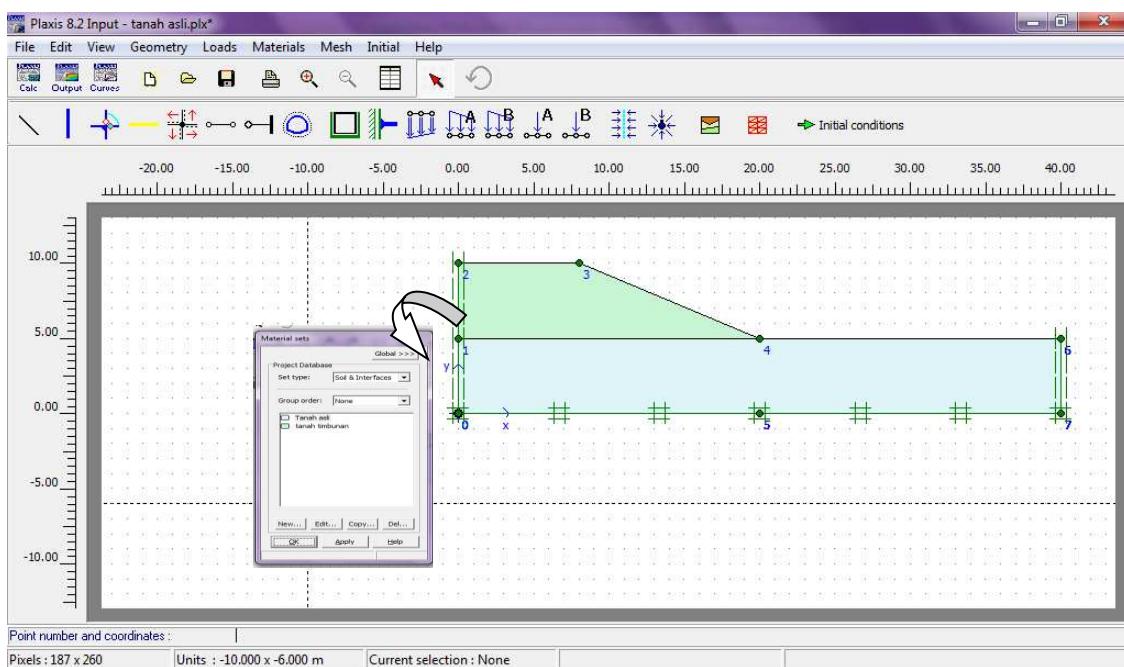 Plaxis 8.2 Input - tanah asli.plx*
File Edit View Geometry Loads Materials Mesh Initial Help
Calc Output Curves
A B A B Initial conditions
-20.00 -15.00 -10.00 -5.00 0.00 5.00 10.00 15.00 20.00 25.00 30.00 35.00 40.00
10.00
5.00
0.00
-5.00
-10.00
2 3
1 4 6
y
0 x 5 7
Material sets
Global >>>
Project Database
Set type: Soil & Interfaces
Group order: None
Tanah asli
tanah timbunan
New... Edit... Copy... Del...
OK Apply Help
Point number and coordinates :
Pixels : 187 x 260 Units : -10.000 x -6.000 m Current selection : None